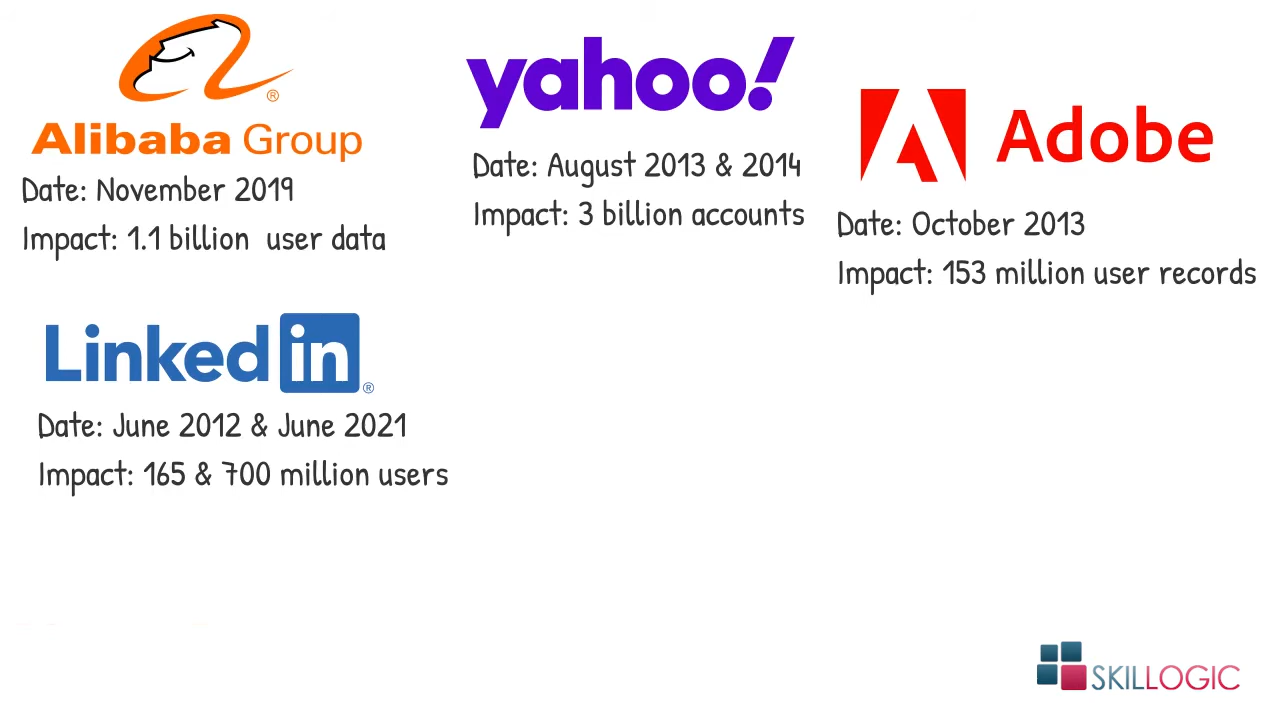 Alibaba Group
Date: November 2019
Impact: 1.1 billion user data
yahoo!
Date: August 2013 & 2014
Impact: 3 billion accounts
Adobe
Date: October 2013
Impact: 153 million user records
Linked in
Date: June 2012 & June 2021
Impact: 165 & 700 million users
SKILLOGIC